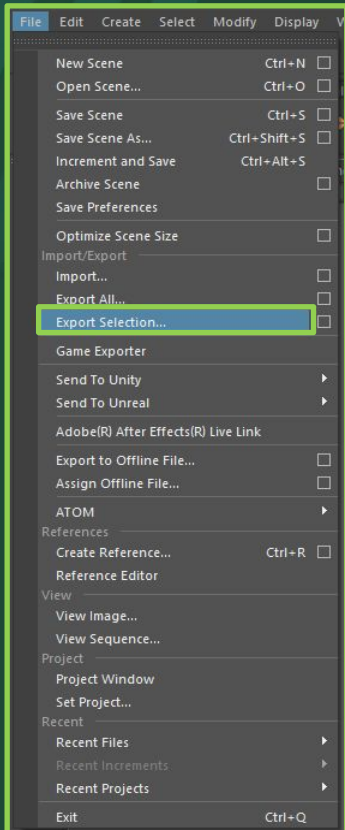 File Edit Create Select Modify Display
New Scene Ctrl+N
Open Scene... Ctrl+O
Save Scene Ctrl+S
Save Scene As... Ctrl+Shift+S
Increment and Save Ctrl+Alt+S
Archive Scene
Save Preferences
Optimize Scene Size
Import/Export
Import...
Export All...
Export Selection...
Game Exporter
Send To Unity
Send To Unreal
Adobe(R) After Effects(R) Live Link
Export to Offline File...
Assign Offline File...
ATOM
References
Create Reference... Ctrl+R
Reference Editor
View
View Image...
View Sequence...
Project
Project Window
Set Project...
Recent
Recent Files
Recent Increments
Recent Projects
Exit Ctrl+Q